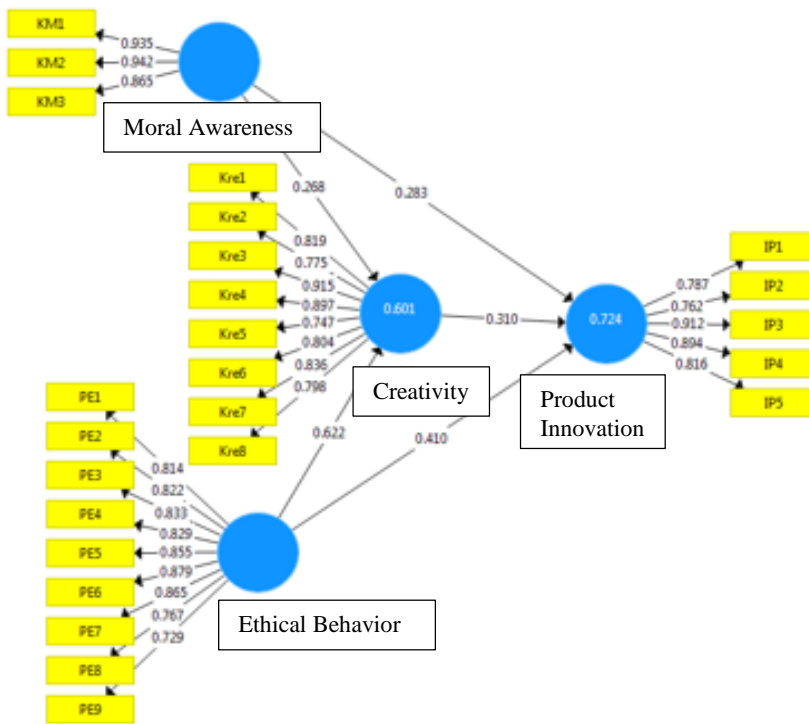 KM1
0.935
KM2
0.942
KM3
0.865
Moral Awareness
0.268
0.283
Kre1
0.819
Kre2
0.775
Kre3
0.915
Kre4
0.897
Kre5
0.747
Kre6
0.804
Kre7
0.836
Kre8
0.798
0.601
Creativity
0.310
0.724
Product
Innovation
IP1
0.787
IP2
0.762
IP3
0.912
IP4
0.894
IP5
0.816
0.622
0.410
PE1
0.814
PE2
0.822
PE3
0.833
PE4
0.829
PE5
0.855
PE6
0.879
PE7
0.865
PE8
0.767
PE9
0.729
Ethical Behavior